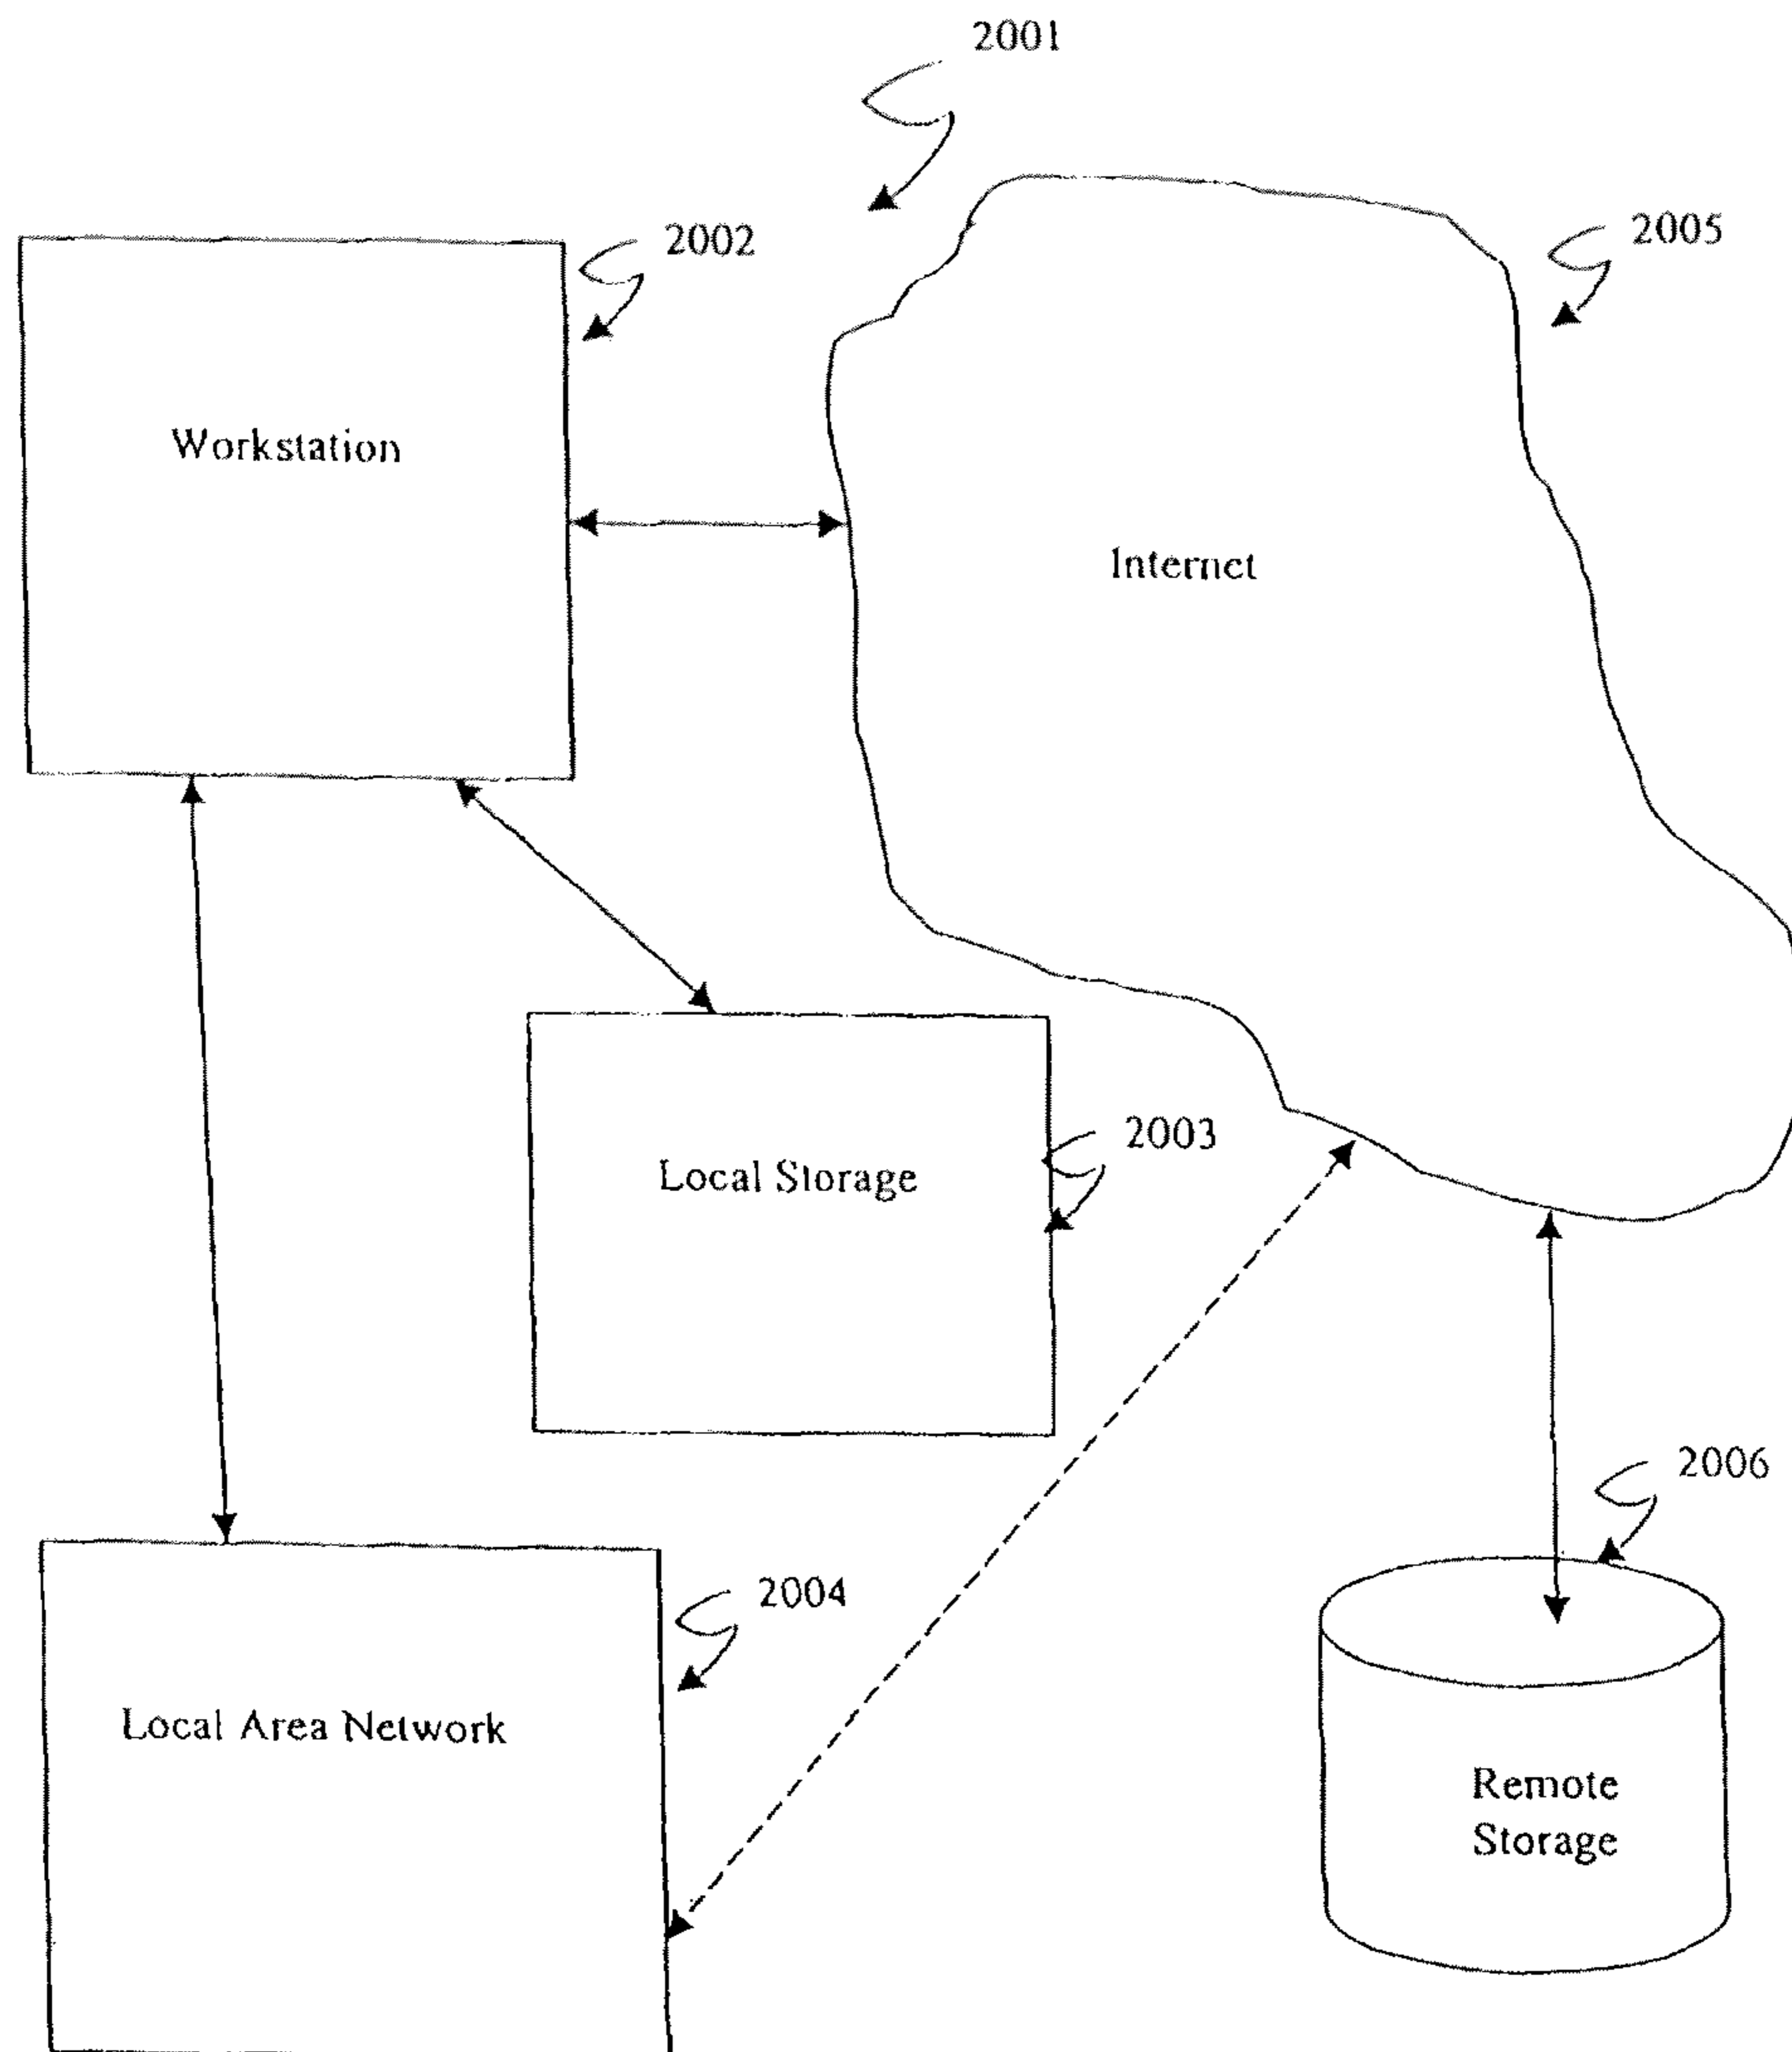 2001
2002
2005
Workstation
Internet
2003
Local Storage
2006
2004
Local Area Network
Remote
Storage